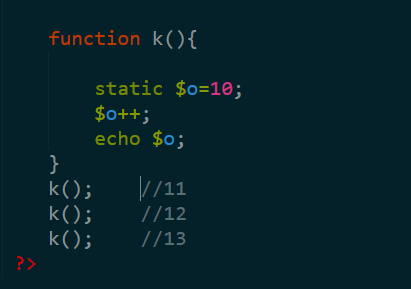 function k(){
static $o=10;
$o++;
echo $o;
}
k(); //11
k(); //12
k(); //13
?>